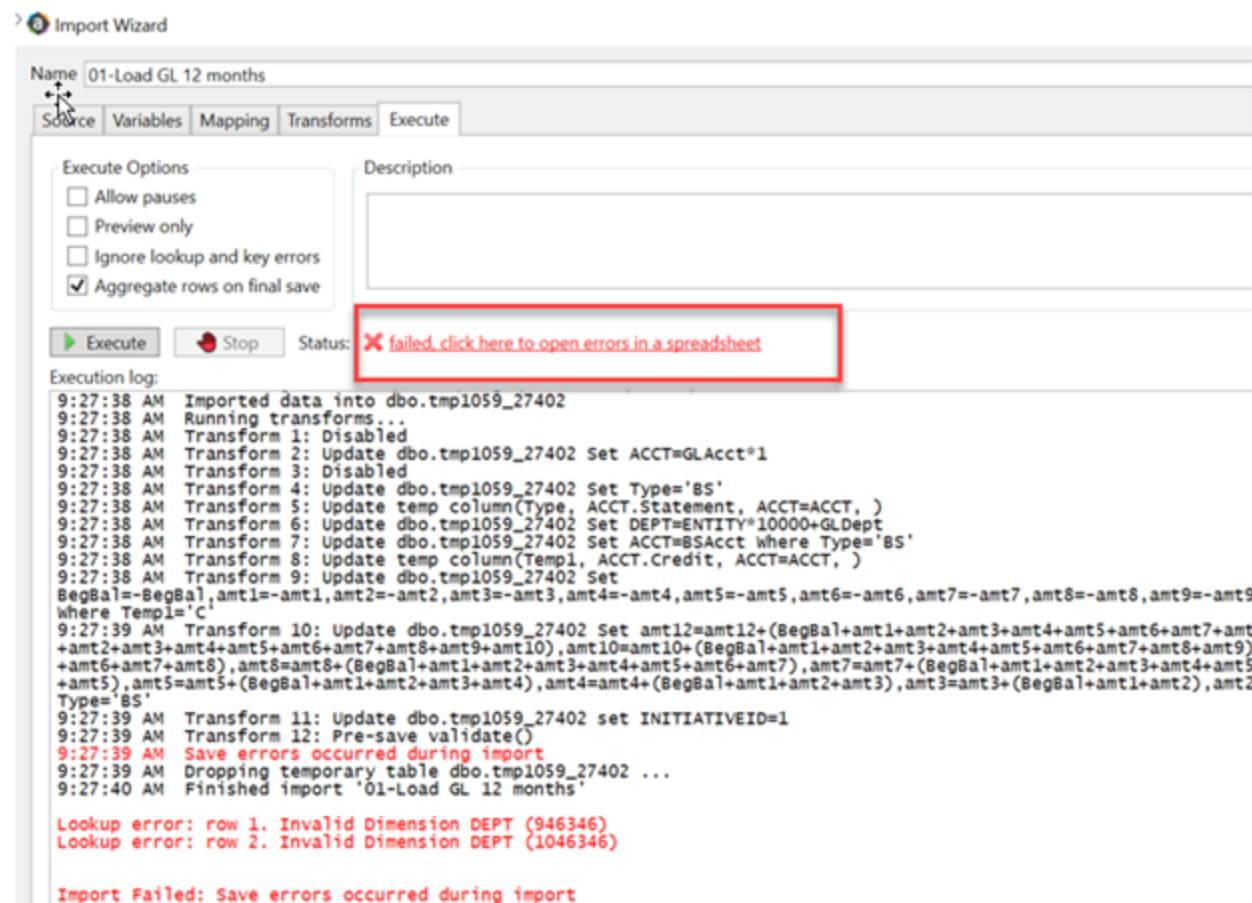 Import Wizard
Name 01-Load GL 12 months
Source Variables Mapping Transforms Execute
Execute Options
Allow pauses
Preview only
Ignore lookup and key errors
Aggregate rows on final save
Description
Execute Stop Status: failed, click here to open errors in a spreadsheet
Execution log:
9:27:38 AM Imported data into dbo.tmp1059_27402
9:27:38 AM Running transforms...
9:27:38 AM Transform 1: Disabled
9:27:38 AM Transform 2: Update dbo.tmp1059_27402 Set ACCT=GLAcct*1
9:27:38 AM Transform 3: Disabled
9:27:38 AM Transform 4: Update dbo.tmp1059_27402 Set Type='BS'
9:27:38 AM Transform 5: Update temp column(Type, ACCT.Statement, ACCT=ACCT, )
9:27:38 AM Transform 6: Update dbo.tmp1059_27402 Set DEPT=ENTITY*10000+GLDept
9:27:38 AM Transform 7: Update dbo.tmp1059_27402 Set ACCT=BSAcct Where Type='BS'
9:27:38 AM Transform 8: Update temp column(Temp1, ACCT.Credit, ACCT=ACCT, )
9:27:38 AM Transform 9: Update dbo.tmp1059_27402 Set
BegBal=-BegBal,amt1=-amt1,amt2=-amt2,amt3=-amt3,amt4=-amt4,amt5=-amt5,amt6=-amt6,amt7=-amt7,amt8=-amt8,amt9=-amt9
Where Temp1='C'
9:27:39 AM Transform 10: Update dbo.tmp1059_27402 Set amt12=amt12+(BegBal+amt1+amt2+amt3+amt4+amt5+amt6+amt7+amt
+amt2+amt3+amt4+amt5+amt6+amt7+amt8+amt9+amt10),amt10=amt10+(BegBal+amt1+amt2+amt3+amt4+amt5+amt6+amt7+amt8+amt9)
+amt6+amt7+amt8),amt8=amt8+(BegBal+amt1+amt2+amt3+amt4+amt5+amt6+amt7),amt7=amt7+(BegBal+amt1+amt2+amt3+amt4+amt5
+amt5),amt5=amt5+(BegBal+amt1+amt2+amt3+amt4),amt4=amt4+(BegBal+amt1+amt2+amt3),amt3=amt3+(BegBal+amt1+amt2),amt2
Type='BS'
9:27:39 AM Transform 11: Update dbo.tmp1059_27402 set INITIATIVEID=1
9:27:39 AM Transform 12: Pre-save validate()
9:27:39 AM Save errors occurred during import
9:27:39 AM Dropping temporary table dbo.tmp1059_27402 ...
9:27:40 AM Finished import '01-Load GL 12 months'
Lookup error: row 1. Invalid Dimension DEPT (946346)
Lookup error: row 2. Invalid Dimension DEPT (1046346)
Import Failed: Save errors occurred during import